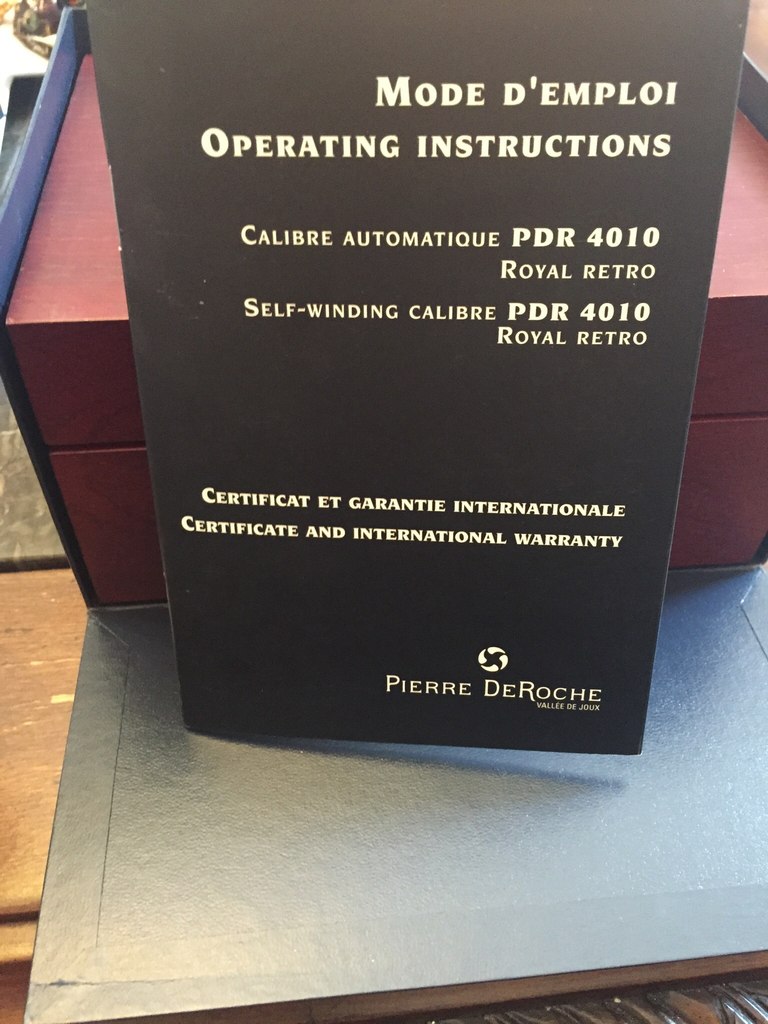 Mode d'emploi
Operating instructions
Calibre automatique PDR 4010
Royal retro
Self-winding calibre PDR 4010
Royal retro
Certificat et garantie internationale
Certificate and international warranty
Pierre DeRoche
VALLÉE DE JOUX